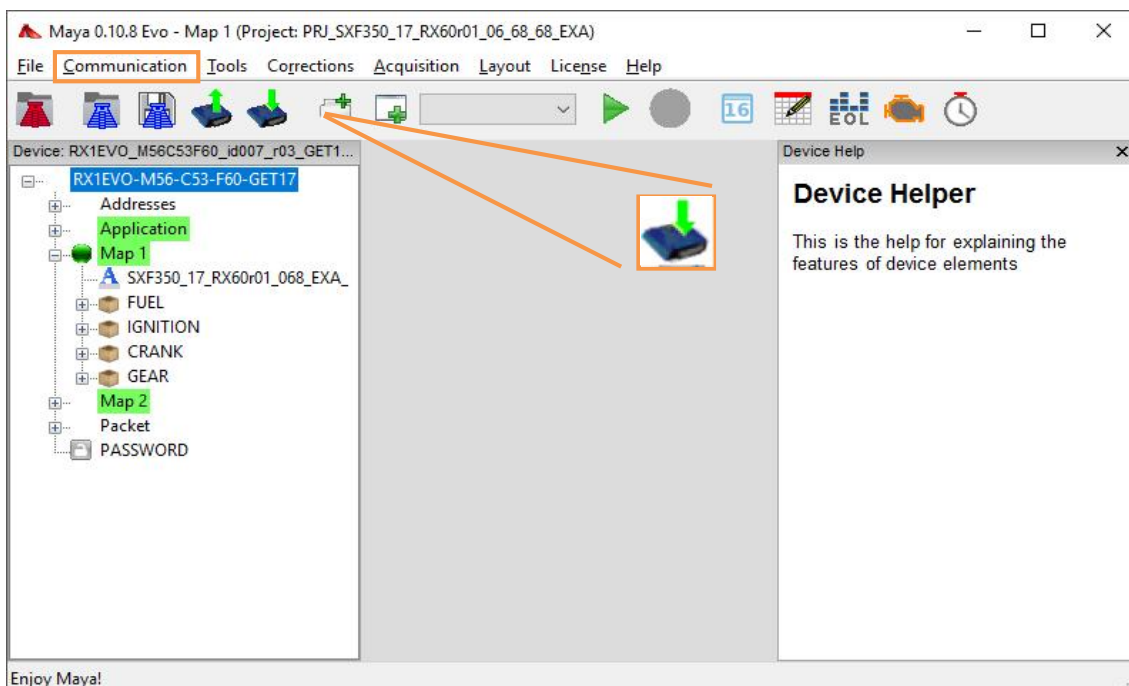 Maya 0.10.8 Evo - Map 1 (Project: PRJ_SXF350_17_RX60r01_06_68_68_EXA)
File Communication Tools Corrections Acquisition Layout License Help
16 EOL
Device: RX1EVO_M56C53F60_id007_r03_GET1...
RX1EVO-M56-C53-F60-GET17
Addresses
Application
Map 1
A SXF350_17_RX60r01_068_EXA_
FUEL
IGNITION
CRANK
GEAR
Map 2
Packet
PASSWORD
Device Help
Device Helper
This is the help for explaining the
features of device elements
Enjoy Maya!